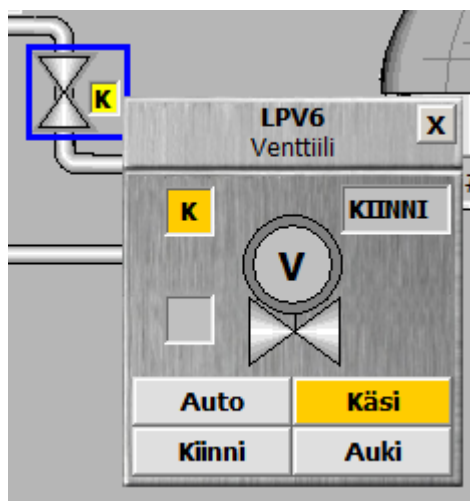 K
LPV6
X
Venttiili
K
KIINNI
V
Auto
Käsi
Kiinni
Auki